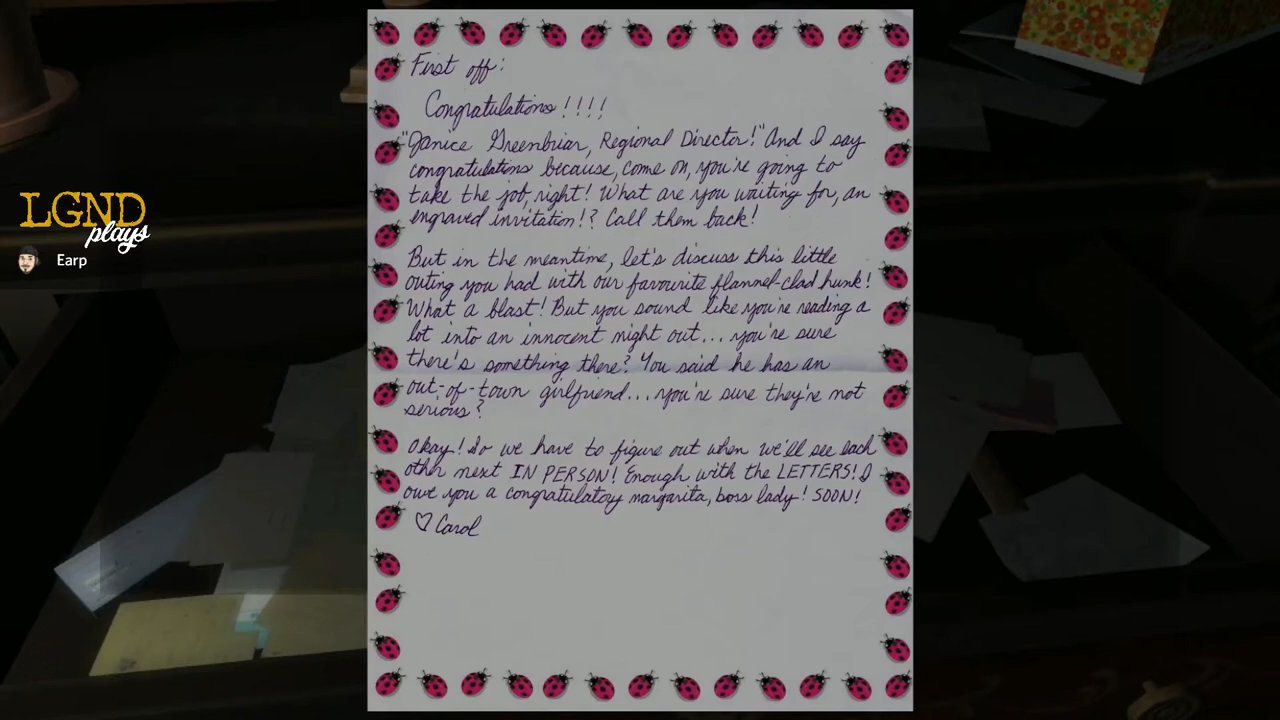 LGND
plays
Earp
First off:
Congratulations!!!!
"Janice Greenbriar, Regional Director!" And I say
congratulations because, come on, you're going to
take the job, right! What are you waiting for, an
engraved invitation!? Call them back!
But in the meantime, let's discuss this little
outing you had with our favourite flannel-clad hunk!
What a blast! But you sound like you're reading a
lot into an innocent night out... you're sure
there's something there? You said he has an
out-of-town girlfriend... you're sure they're not
serious?
Okay! So we have to figure out when we'll see each
other next IN PERSON! Enough with the LETTERS! I
owe you a congratulatory margarita, boss lady! SOON!
♡ Carol